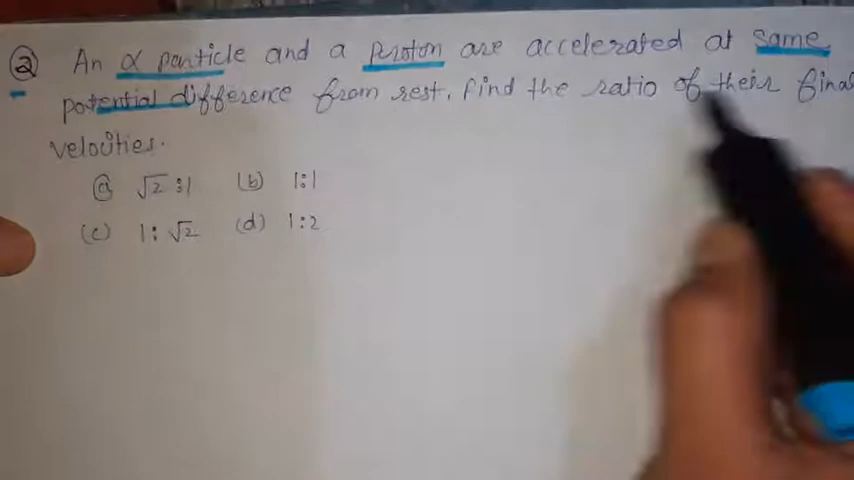 ② An α particle and a proton are accelerated at same
potential difference from rest. Find the ratio of their final
velocities.
ⓐ √2 : 1 (b) 1 : 1
(c) 1 : √2 (d) 1 : 2